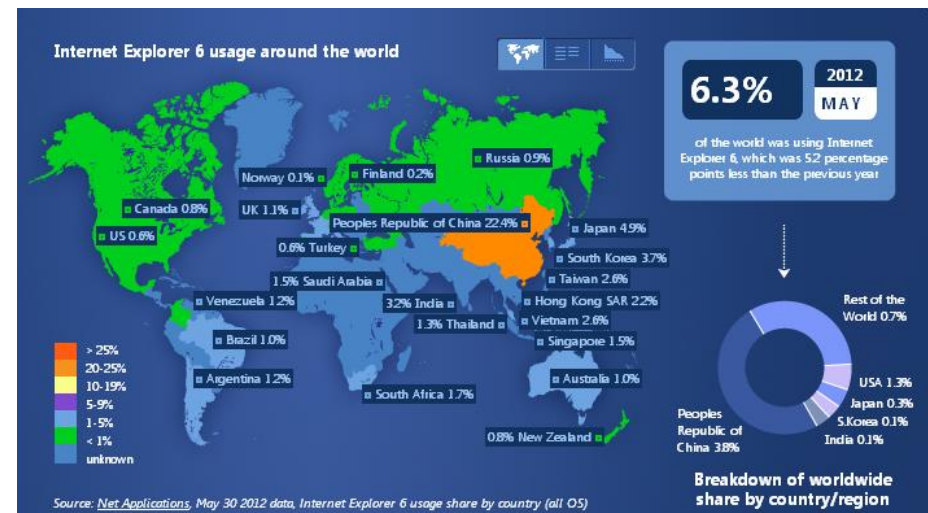 Internet Explorer 6 usage around the world
6.3%
2012
MAY
of the world was using Internet
Explorer 6, which was 5.2 percentage
points less than the previous year
Russia 0.9%
Norway 0.1%
Finland 0.2%
Canada 0.8%
UK 1.1%
Peoples Republic of China 22.4%
Japan 4.9%
US 0.6%
0.6% Turkey
South Korea 3.7%
1.5% Saudi Arabia
Taiwan 2.6%
Venezuela 1.2%
3.2% India
Hong Kong SAR 2.2%
1.3% Thailand
Vietnam 2.6%
Brazil 1.0%
Singapore 1.5%
Argentina 1.2%
South Africa 1.7%
Australia 1.0%
0.8% New Zealand
> 25%
20-25%
10-19%
5-9%
1-5%
< 1%
unknown
Rest of the
World 0.7%
USA 1.3%
Japan 0.3%
S.Korea 0.1%
India 0.1%
Peoples
Republic of
China 3.8%
Breakdown of worldwide
share by country/region
Source: Net Applications, May 30 2012 data, Internet Explorer 6 usage share by country (all OS)